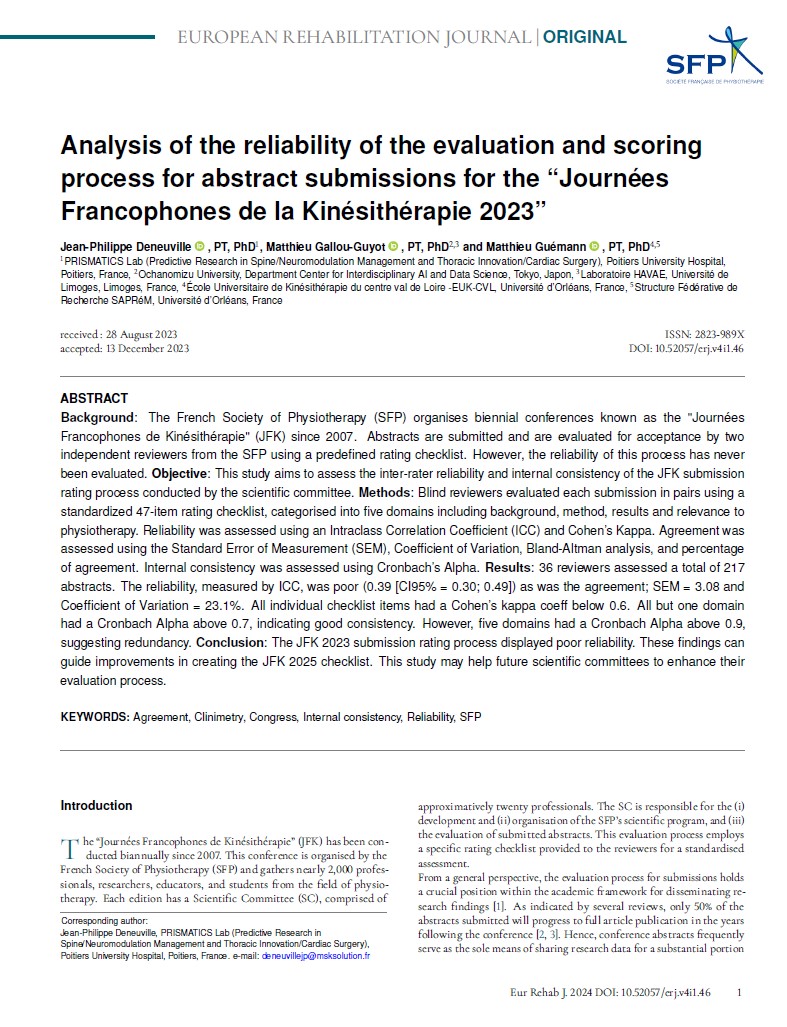 EUROPEAN REHABILITATION JOURNAL | ORIGINAL
SFP
SOCIÉTÉ FRANÇAISE DE PHYSIOTHÉRAPIE
Analysis of the reliability of the evaluation and scoring
process for abstract submissions for the “Journées
Francophones de la Kinésithérapie 2023”
Jean-Philippe Deneuville iD , PT, PhD1, Matthieu Gallou-Guyot iD , PT, PhD2,3 and Matthieu Guémann iD , PT, PhD4,5
1 PRISMATICS Lab (Predictive Research in Spine/Neuromodulation Management and Thoracic Innovation/Cardiac Surgery), Poitiers University Hospital,
Poitiers, France, 2 Ochanomizu University, Department Center for Interdisciplinary AI and Data Science, Tokyo, Japon, 3 Laboratoire HAVAE, Université de
Limoges, Limoges, France, 4 École Universitaire de Kinésithérapie du centre val de Loire -EUK-CVL, Université d’Orléans, France, 5 Structure Fédérative de
Recherche SAPRéM, Université d’Orléans, France
received : 28 August 2023
accepted: 13 December 2023
ISSN: 2823-989X
DOI: 10.52057/erj.v4i1.46
ABSTRACT
Background: The French Society of Physiotherapy (SFP) organises biennial conferences known as the "Journées
Francophones de Kinésithérapie" (JFK) since 2007. Abstracts are submitted and are evaluated for acceptance by two
independent reviewers from the SFP using a predefined rating checklist. However, the reliability of this process has never
been evaluated. Objective: This study aims to assess the inter-rater reliability and internal consistency of the JFK submission
rating process conducted by the scientific committee. Methods: Blind reviewers evaluated each submission in pairs using a
standardized 47-item rating checklist, categorised into five domains including background, method, results and relevance to
physiotherapy. Reliability was assessed using an Intraclass Correlation Coefficient (ICC) and Cohen’s Kappa. Agreement was
assessed using the Standard Error of Measurement (SEM), Coefficient of Variation, Bland-Altman analysis, and percentage
of agreement. Internal consistency was assessed using Cronbach’s Alpha. Results: 36 reviewers assessed a total of 217
abstracts. The reliability, measured by ICC, was poor (0.39 [CI95% = 0.30; 0.49]) as was the agreement; SEM = 3.08 and
Coefficient of Variation = 23.1%. All individual checklist items had a Cohen’s kappa coeff below 0.6. All but one domain
had a Cronbach Alpha above 0.7, indicating good consistency. However, five domains had a Cronbach Alpha above 0.9,
suggesting redundancy. Conclusion: The JFK 2023 submission rating process displayed poor reliability. These findings can
guide improvements in creating the JFK 2025 checklist. This study may help future scientific committees to enhance their
evaluation process.
KEYWORDS: Agreement, Clinimetry, Congress, Internal consistency, Reliability, SFP
Introduction
The “Journées Francophones de Kinésithérapie” (JFK) has been con-
ducted biannually since 2007. This conference is organised by the
French Society of Physiotherapy (SFP) and gathers nearly 2,000 profes-
sionals, researchers, educators, and students from the field of physio-
therapy. Each edition has a Scientific Committee (SC), comprised of
Corresponding author:
Jean-Philippe Deneuville, PRISMATICS Lab (Predictive Research in
Spine/Neuromodulation Management and Thoracic Innovation/Cardiac Surgery),
Poitiers University Hospital, Poitiers, France. e-mail: deneuvillejp@msksolution.fr
approximately twenty professionals. The SC is responsible for the (i)
development and (ii) organisation of the SFP’s scientific program, and (iii)
the evaluation of submitted abstracts. This evaluation process employs
a specific rating checklist provided to the reviewers for a standardised
assessment.
From a general perspective, the evaluation process for submissions holds
a crucial position within the academic framework for disseminating re-
search findings [1]. As indicated by several reviews, only 50% of the
abstracts submitted will progress to full article publication in the years
following the conference [2, 3]. Hence, conference abstracts frequently
serve as the sole means of sharing research data for a substantial portion
Eur Rehab J. 2024 DOI: 10.52057/erj.v4i1.46 1